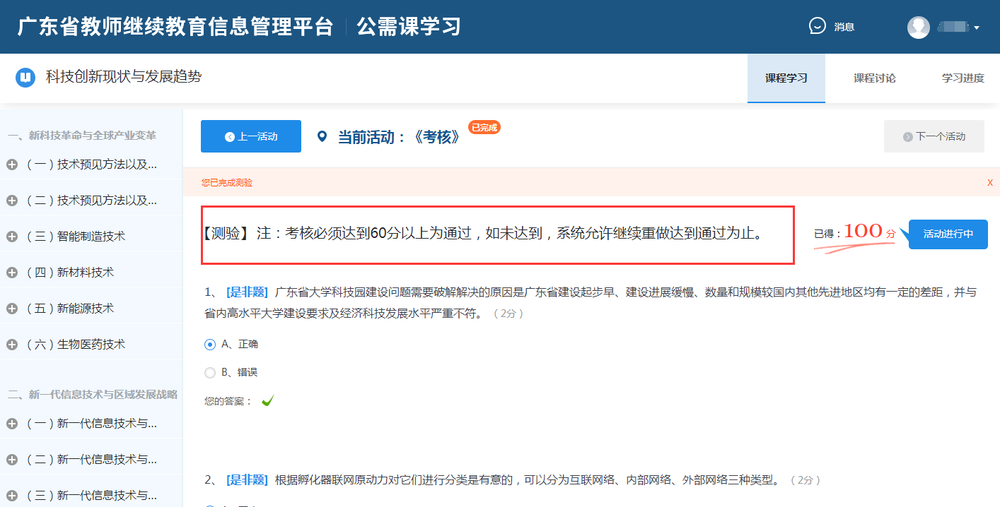 广东省教师继续教育信息管理平台 公需课学习
消息
科技创新现状与发展趋势
课程学习 课程讨论 学习进度
一、新科技革命与全球产业变革
（一）技术预见方法以及...
（二）技术预见方法以及...
（三）智能制造技术
（四）新材料技术
（五）新能源技术
（六）生物医药技术
二、新一代信息技术与区域发展战略
（一）新一代信息技术与...
（二）新一代信息技术与...
（三）新一代信息技术与...
上一活动 当前活动：《考核》 已完成 下一个活动
您已完成测验 X
【测验】 注：考核必须达到60分以上为通过，如未达到，系统允许继续重做达到通过为止。
已得：100 分 活动进行中
1、 [是非题] 广东省大学科技园建设问题需要破解解决的原因是广东省建设起步早、建设进展缓慢、数量和规模较国内其他先进地区均有一定的差距，并与
省内高水平大学建设要求及经济科技发展水平严重不符。 （2分）
A、正确
B、错误
您的答案：
2、 [是非题] 根据孵化器联网原动力对它们进行分类是有意的，可以分为互联网络、内部网络、外部网络三种类型。 （2分）